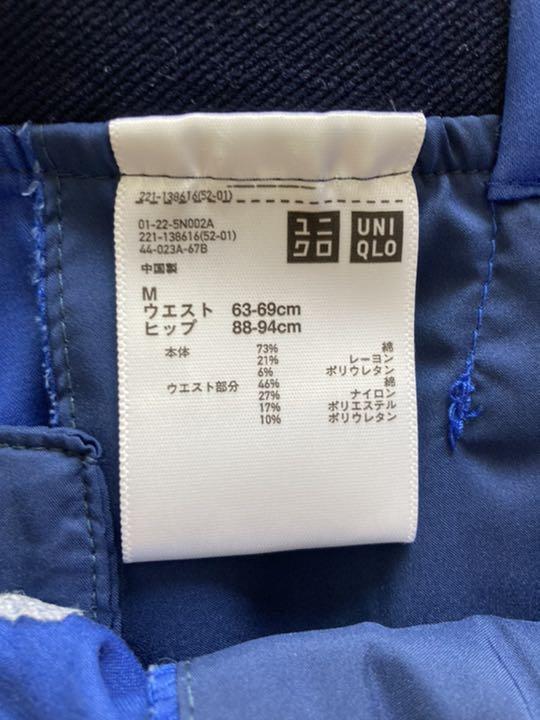 221-138616(52-01)
01-22-5N002A
221-138616(52-01)
44-023A-67B
中国製
ユニ
クロ
UNI
QLO
M
ウエスト 63-69cm
ヒップ 88-94cm
本体 73% 綿
21% レーヨン
6% ポリウレタン
ウエスト部分 46% 綿
27% ナイロン
17% ポリエステル
10% ポリウレタン